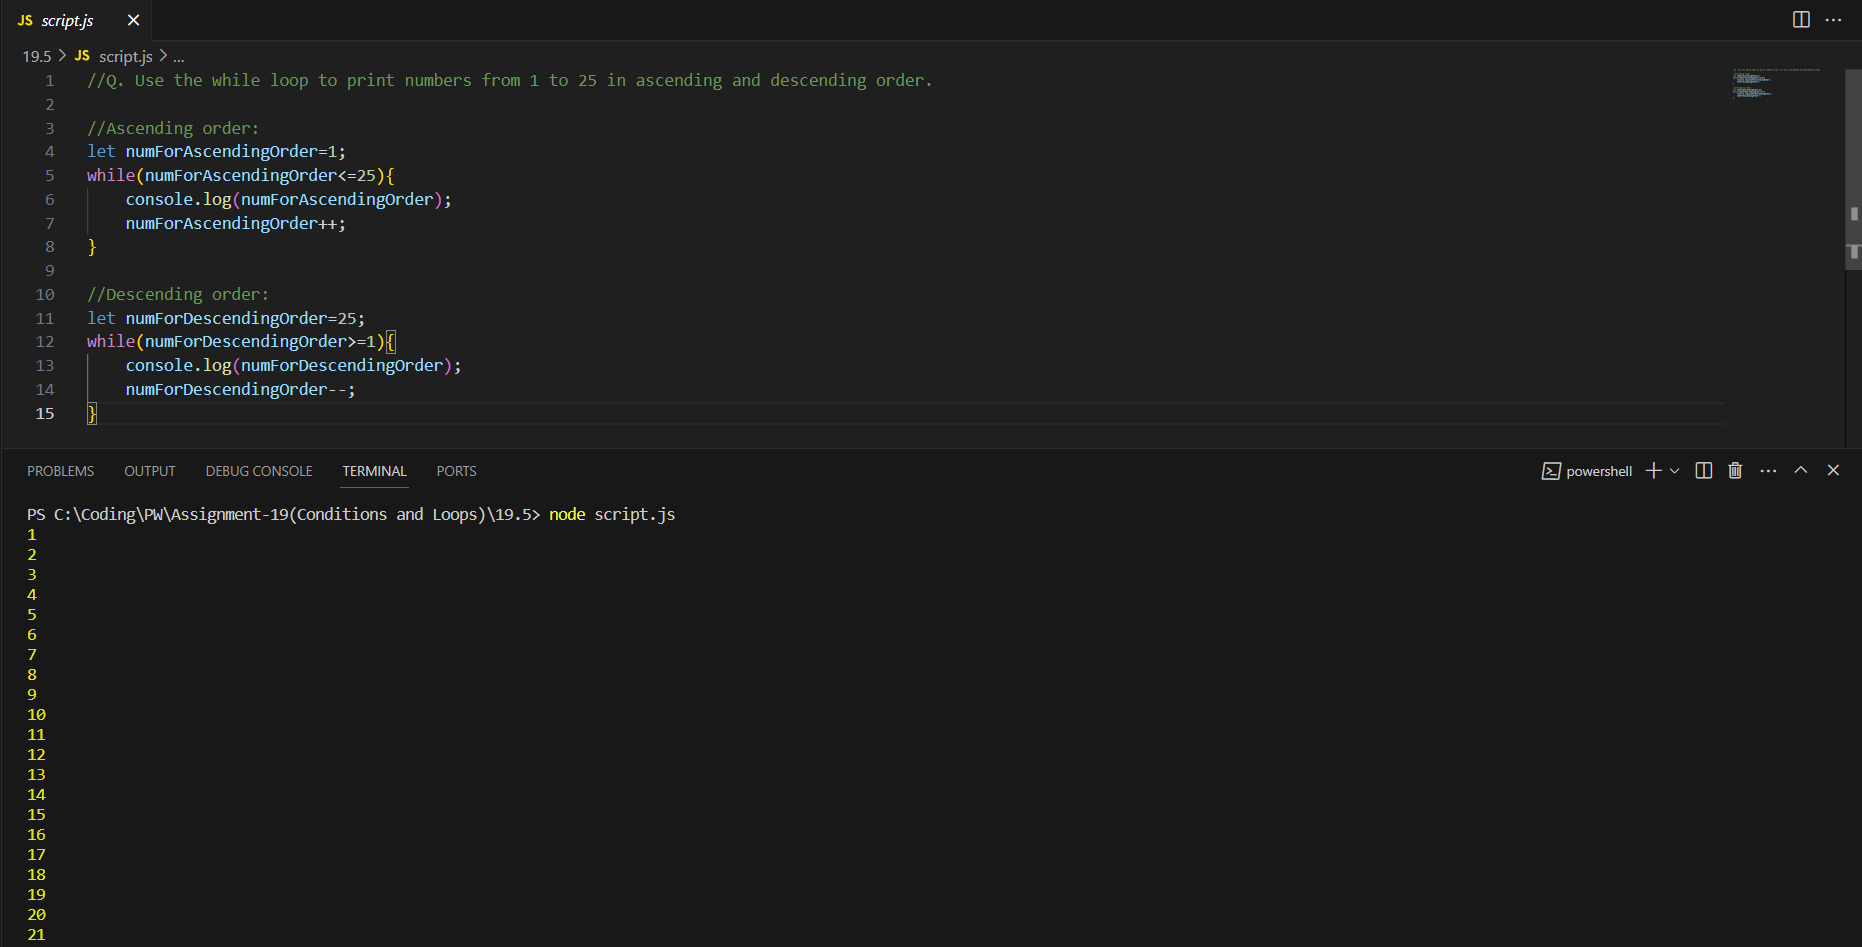 JS script.js
19.5 > JS script.js > ...
1 //Q. Use the while loop to print numbers from 1 to 25 in ascending and descending order.
2
3 //Ascending order:
4 let numForAscendingOrder=1;
5 while(numForAscendingOrder<=25){
6 console.log(numForAscendingOrder);
7 numForAscendingOrder++;
8 }
9
10 //Descending order:
11 let numForDescendingOrder=25;
12 while(numForDescendingOrder>=1){
13 console.log(numForDescendingOrder);
14 numForDescendingOrder--;
15 }
PROBLEMS OUTPUT DEBUG CONSOLE TERMINAL PORTS powershell
PS C:\Coding\PW\Assignment-19(Conditions and Loops)\19.5> node script.js
1
2
3
4
5
6
7
8
9
10
11
12
13
14
15
16
17
18
19
20
21